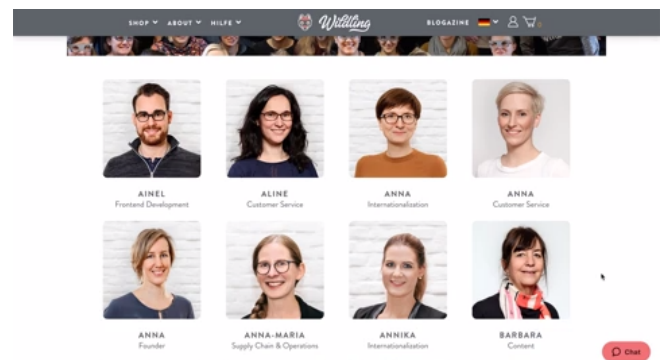 SHOP ABOUT HILFE Wildling BLOGAZINE
AINEL ALINE ANNA ANNA
Frontend Development Customer Service Internationalization Customer Service
ANNA ANNA-MARIA ANNIKA BARBARA
Founder Supply Chain & Operations Internationalization Content
Chat